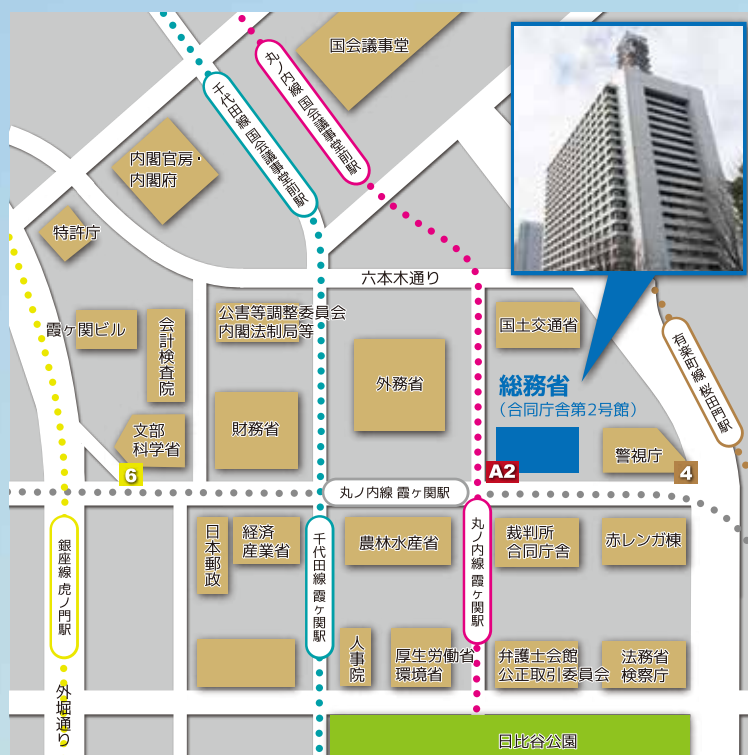 国会議事堂
丸ノ内線 国会議事堂前駅
千代田線 国会議事堂前駅
内閣官房・
内閣府
特許庁
六本木通り
霞ヶ関ビル
会計検査院
公害等調整委員会
内閣法制局等
国土交通省
有楽町線 桜田門駅
外務省
総務省
（合同庁舎第2号館）
文部
科学省
財務省
警視庁
6
A2
4
丸ノ内線 霞ヶ関駅
銀座線 虎ノ門駅
日本郵政
経済
産業省
千代田線 霞ヶ関駅
農林水産省
丸ノ内線 霞ヶ関駅
裁判所
合同庁舎
赤レンガ棟
人事院
厚生労働省
環境省
弁護士会館
公正取引委員会
法務省
検察庁
外堀通り
日比谷公園